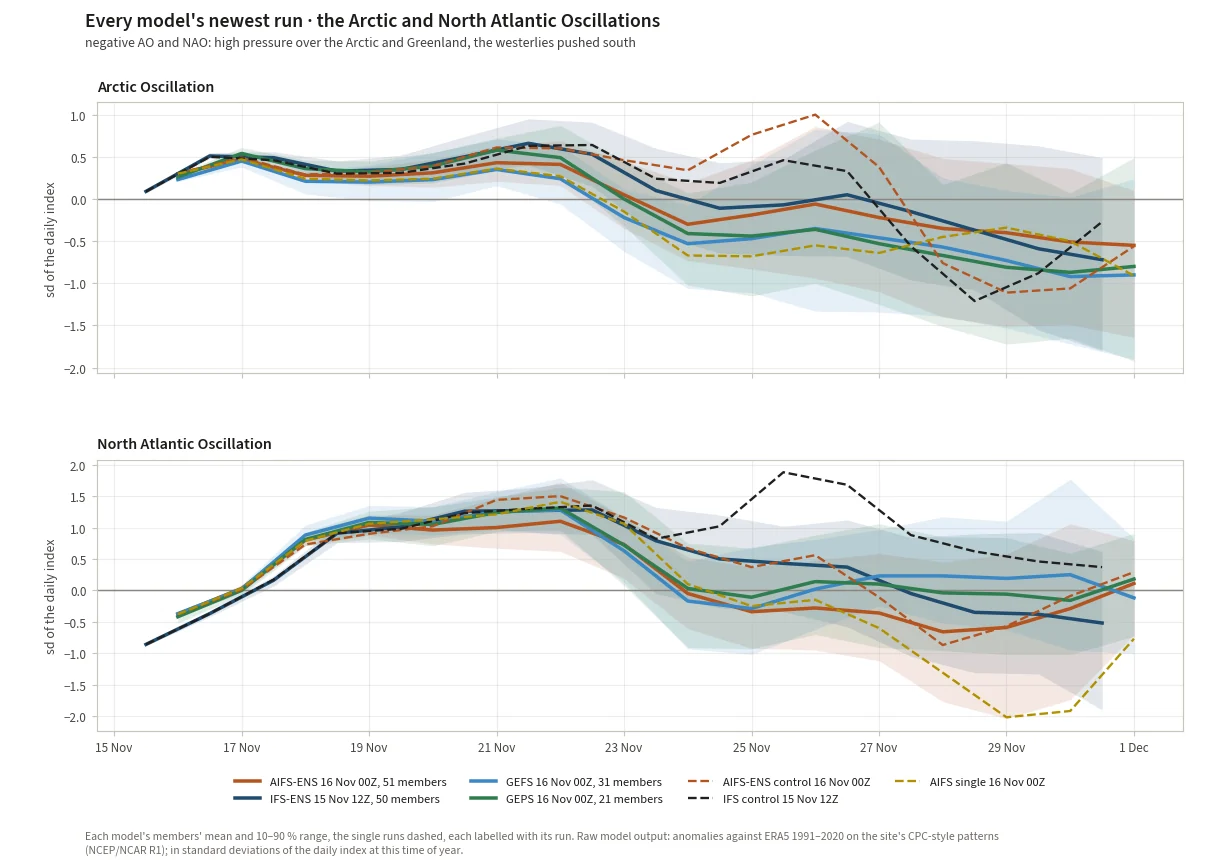 Every model's newest run · the Arctic and North Atlantic Oscillations
negative AO and NAO: high pressure over the Arctic and Greenland, the westerlies pushed south
Arctic Oscillation
sd of the daily index
1.0
0.5
0.0
−0.5
−1.0
−1.5
−2.0
North Atlantic Oscillation
sd of the daily index
2.0
1.5
1.0
0.5
0.0
−0.5
−1.0
−1.5
−2.0
15 Nov 17 Nov 19 Nov 21 Nov 23 Nov 25 Nov 27 Nov 29 Nov 1 Dec
AIFS-ENS 16 Nov 00Z, 51 members GEFS 16 Nov 00Z, 31 members AIFS-ENS control 16 Nov 00Z AIFS single 16 Nov 00Z
IFS-ENS 15 Nov 12Z, 50 members GEPS 16 Nov 00Z, 21 members IFS control 15 Nov 12Z
Each model's members' mean and 10–90 % range, the single runs dashed, each labelled with its run. Raw model output: anomalies against ERA5 1991–2020 on the site's CPC-style patterns
(NCEP/NCAR R1); in standard deviations of the daily index at this time of year.